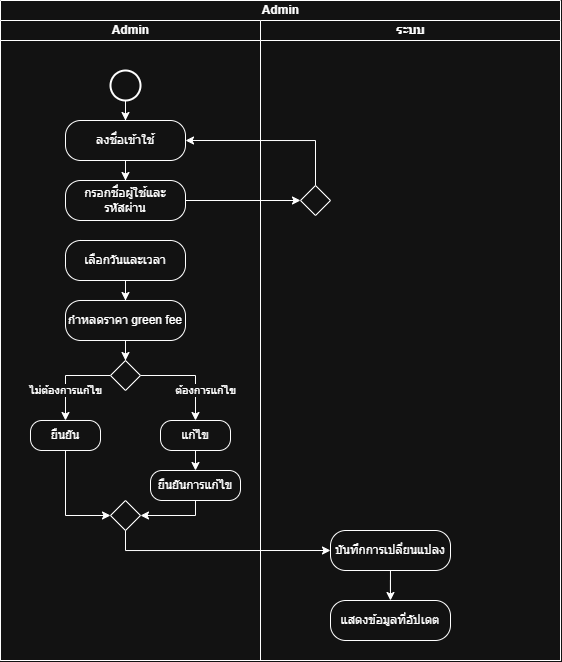 Admin
Admin
ระบบ
ลงชื่อเข้าใช้
กรอกชื่อผู้ใช้และ
รหัสผ่าน
เลือกวันและเวลา
กำหลดราคา green fee
ไม่ต้องการแก้ไข
ต้องการแก้ไข
ยืนยัน
แก้ไข
ยืนยันการแก้ไข
บันทึกการเปลี่ยนแปลง
แสดงข้อมูลที่อัปเดต